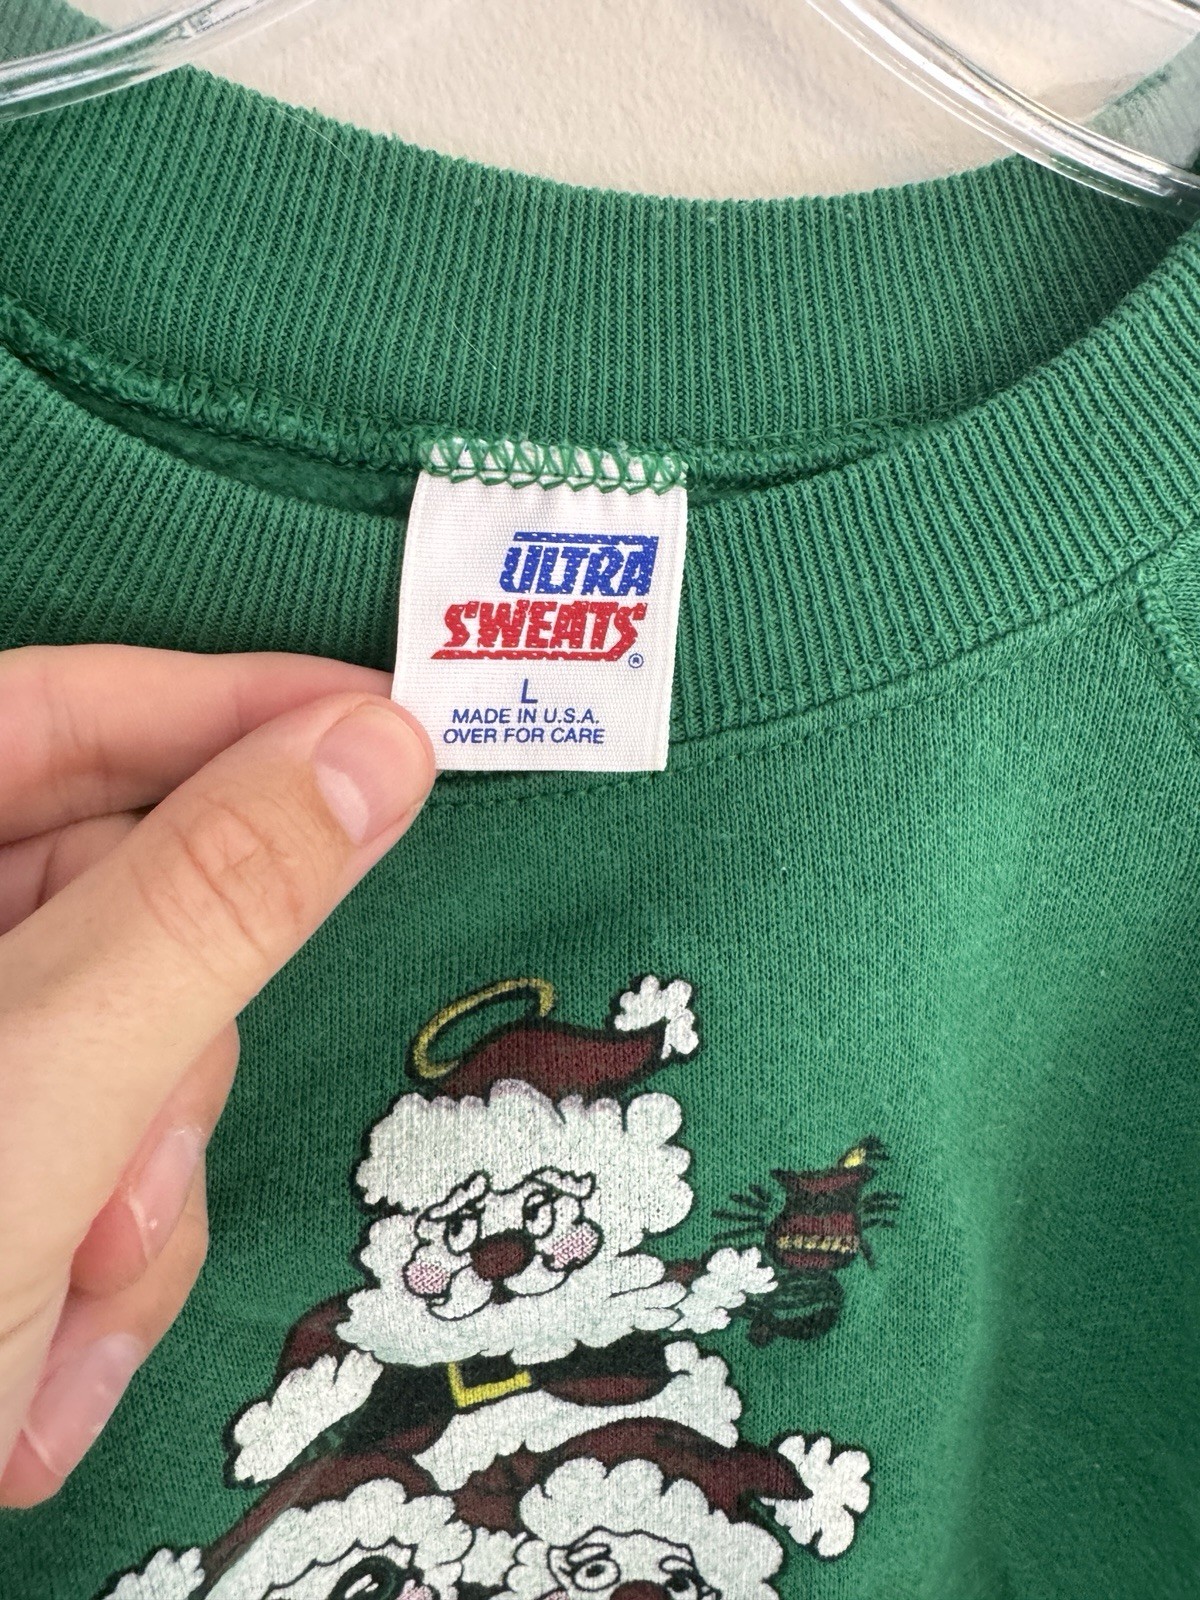 ULTRA
SWEATS®
L
MADE IN U.S.A.
OVER FOR CARE